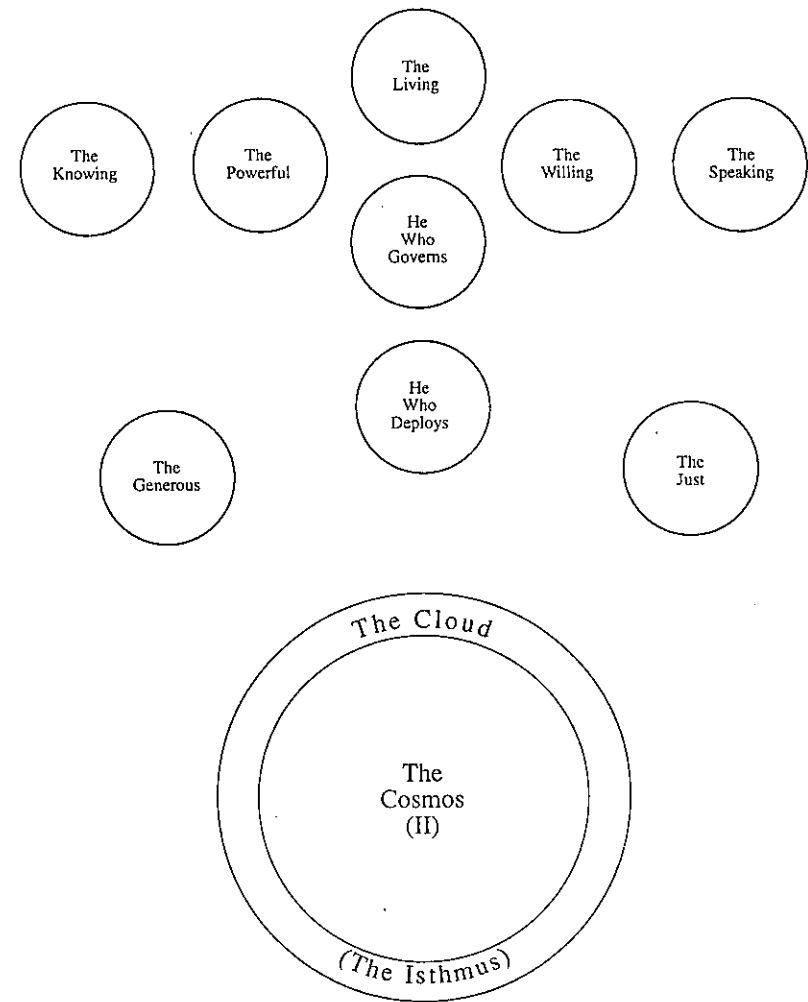 The
Living
The
Knowing
The
Powerful
The
Willing
The
Speaking
He
Who
Governs
He
Who
Deploys
The
Generous
The
Just
The Cloud
The
Cosmos
(II)
(The Isthmus)